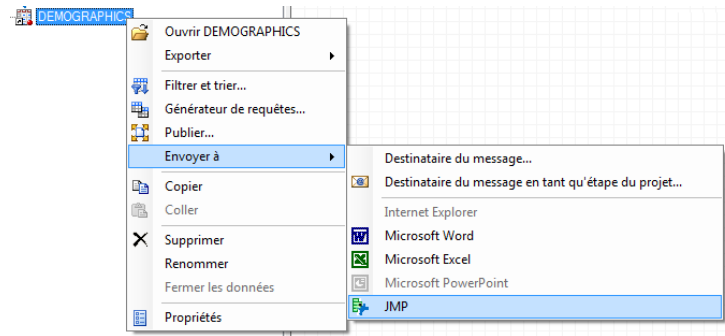 DEMOGRAPHICS
Ouvrir DEMOGRAPHICS
Exporter
Filtrer et trier...
Générateur de requêtes...
Publier...
Envoyer à
Copier
Coller
Supprimer
Renommer
Fermer les données
Propriétés
Destinataire du message...
Destinataire du message en tant qu'étape du projet...
Internet Explorer
Microsoft Word
Microsoft Excel
Microsoft PowerPoint
JMP